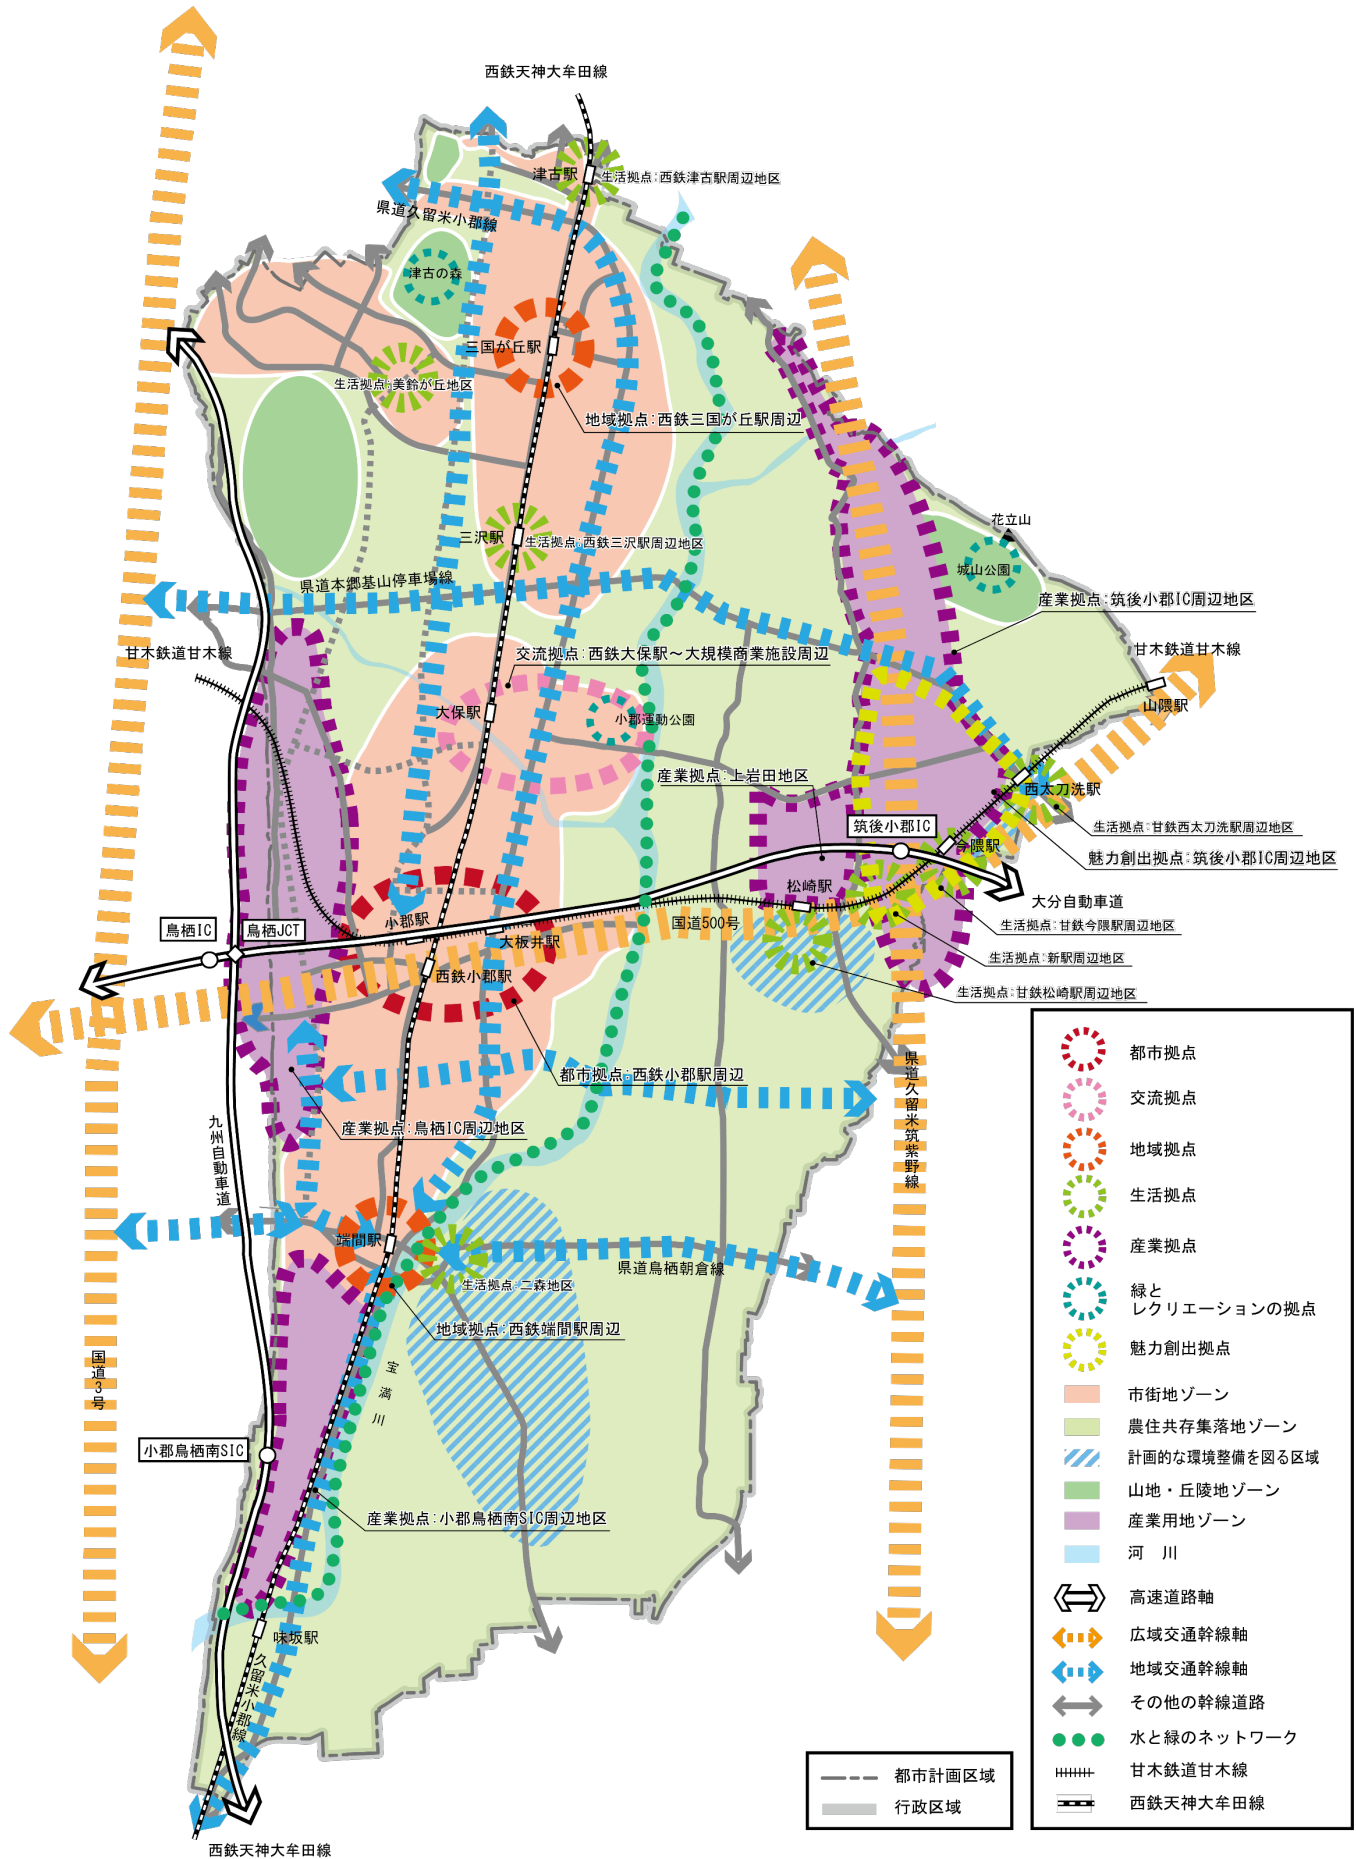 西鉄天神大牟田線
津古駅
生活拠点:西鉄津古駅周辺地区
県道久留米小郡線
津古の森
三国が丘駅
生活拠点:美鈴が丘地区
地域拠点:西鉄三国が丘駅周辺
三沢駅
生活拠点:西鉄三沢駅周辺地区
花立山
城山公園
県道本郷基山停車場線
産業拠点:筑後小郡IC周辺地区
甘木鉄道甘木線
甘木鉄道甘木線
交流拠点:西鉄大保駅～大規模商業施設周辺
山隈駅
大保駅
小郡運動公園
産業拠点:上岩田地区
西太刀洗駅
筑後小郡IC
生活拠点:甘鉄西太刀洗駅周辺地区
今隈駅
魅力創出拠点:筑後小郡IC周辺地区
松崎駅
大分自動車道
小郡駅
国道500号
生活拠点:甘鉄今隈駅周辺地区
鳥栖IC
鳥栖JCT
大板井駅
生活拠点:新駅周辺地区
西鉄小郡駅
生活拠点:甘鉄松崎駅周辺地区
都市拠点:西鉄小郡駅周辺
県道久留米筑紫野線
産業拠点:鳥栖IC周辺地区
九州自動車道
端間駅
県道鳥栖朝倉線
生活拠点:二森地区
地域拠点:西鉄端間駅周辺
国道3号
宝満川
小郡鳥栖南SIC
産業拠点:小郡鳥栖南SIC周辺地区
味坂駅
久留米小郡線
西鉄天神大牟田線
都市計画区域
行政区域
都市拠点
交流拠点
地域拠点
生活拠点
産業拠点
緑と
レクリエーションの拠点
魅力創出拠点
市街地ゾーン
農住共存集落地ゾーン
計画的な環境整備を図る区域
山地・丘陵地ゾーン
産業用地ゾーン
河　川
高速道路軸
広域交通幹線軸
地域交通幹線軸
その他の幹線道路
水と緑のネットワーク
甘木鉄道甘木線
西鉄天神大牟田線